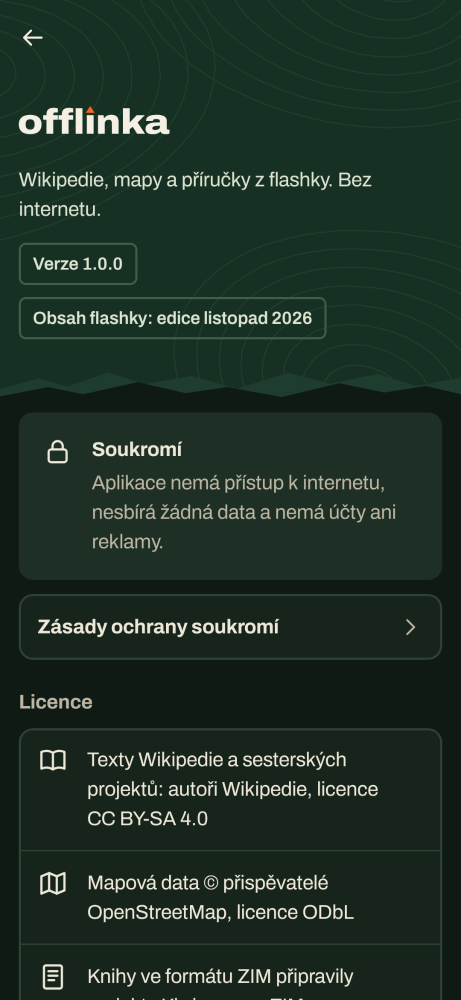 offlinka
Wikipedie, mapy a příručky z flashky. Bez
internetu.
Verze 1.0.0
Obsah flashky: edice listopad 2026
Soukromí
Aplikace nemá přístup k internetu,
nesbírá žádná data a nemá účty ani
reklamy.
Zásady ochrany soukromí
Licence
Texty Wikipedie a sesterských
projektů: autoři Wikipedie, licence
CC BY-SA 4.0
Mapová data © přispěvatelé
OpenStreetMap, licence ODbL
Knihy ve formátu ZIM připravily